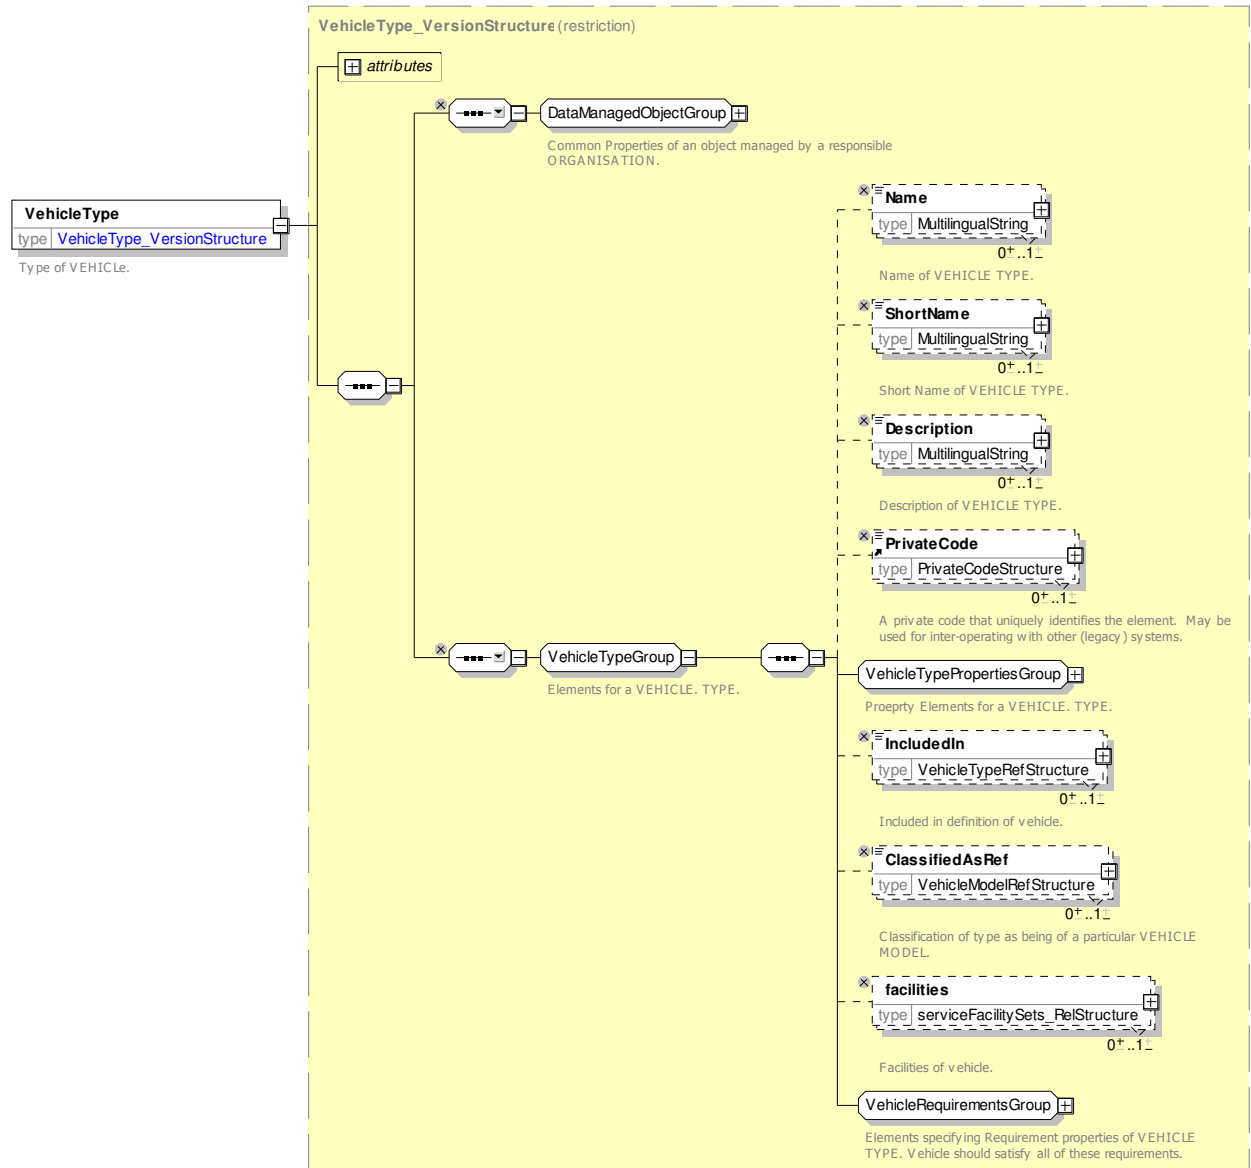 VehicleType_VersionStructure (restriction)
attributes
DataManagedObjectGroup
Common Properties of an object managed by a responsible
ORGANISATION.
VehicleType
type VehicleType_VersionStructure
Type of VEHICLe.
Name
type MultilingualString
0..1
Name of VEHICLE TYPE.
ShortName
type MultilingualString
0..1
Short Name of VEHICLE TYPE.
Description
type MultilingualString
0..1
Description of VEHICLE TYPE.
PrivateCode
type PrivateCodeStructure
0..1
A private code that uniquely identifies the element. May be
used for inter-operating with other (legacy) systems.
VehicleTypeGroup
Elements for a VEHICLE. TYPE.
VehicleTypePropertiesGroup
Proeprty Elements for a VEHICLE. TYPE.
IncludedIn
type VehicleTypeRefStructure
0..1
Included in definition of vehicle.
ClassifiedAsRef
type VehicleModelRefStructure
0..1
Classification of type as being of a particular VEHICLE
MODEL.
facilities
type serviceFacilitySets_RelStructure
0..1
Facilities of vehicle.
VehicleRequirementsGroup
Elements specifying Requirement properties of VEHICLE
TYPE. Vehicle should satisfy all of these requirements.